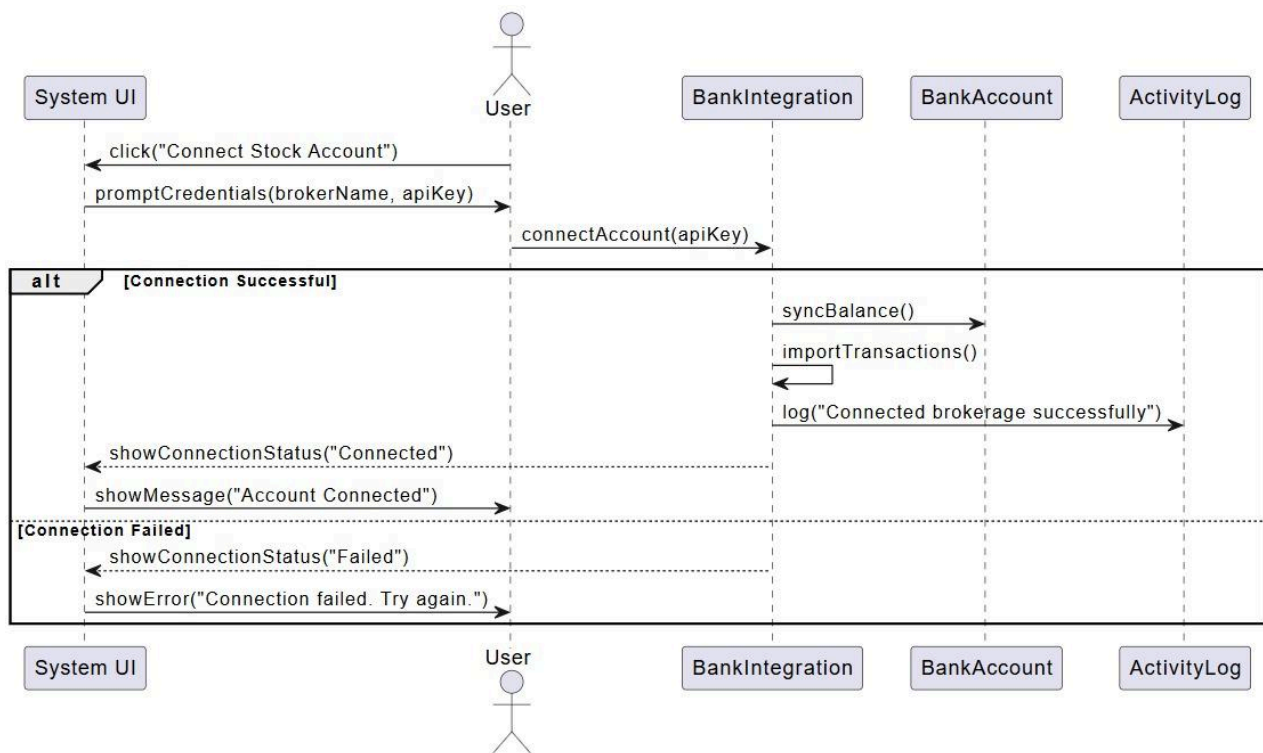 System UI
User
BankIntegration
BankAccount
ActivityLog
click("Connect Stock Account")
promptCredentials(brokerName, apiKey)
connectAccount(apiKey)
alt
[Connection Successful]
syncBalance()
importTransactions()
log("Connected brokerage successfully")
showConnectionStatus("Connected")
showMessage("Account Connected")
[Connection Failed]
showConnectionStatus("Failed")
showError("Connection failed. Try again.")
System UI
User
BankIntegration
BankAccount
ActivityLog